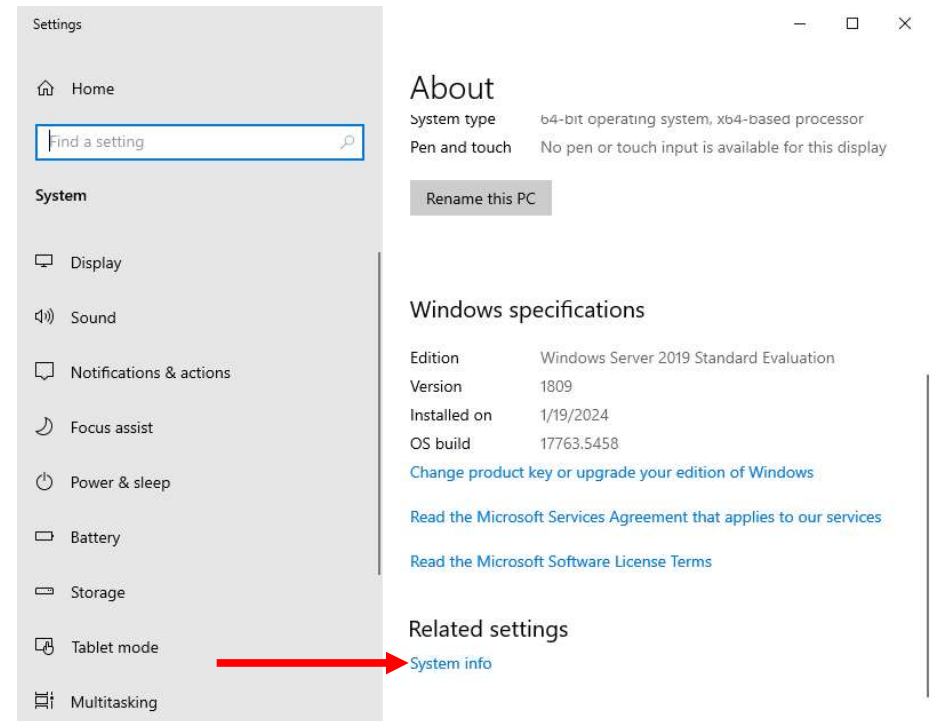 Settings
Home
Find a setting
System
Display
Sound
Notifications & actions
Focus assist
Power & sleep
Battery
Storage
Tablet mode
Multitasking
About
System type 64-bit operating system, x64-based processor
Pen and touch No pen or touch input is available for this display
Rename this PC
Windows specifications
Edition Windows Server 2019 Standard Evaluation
Version 1809
Installed on 1/19/2024
OS build 17763.5458
Change product key or upgrade your edition of Windows
Read the Microsoft Services Agreement that applies to our services
Read the Microsoft Software License Terms
Related settings
System info